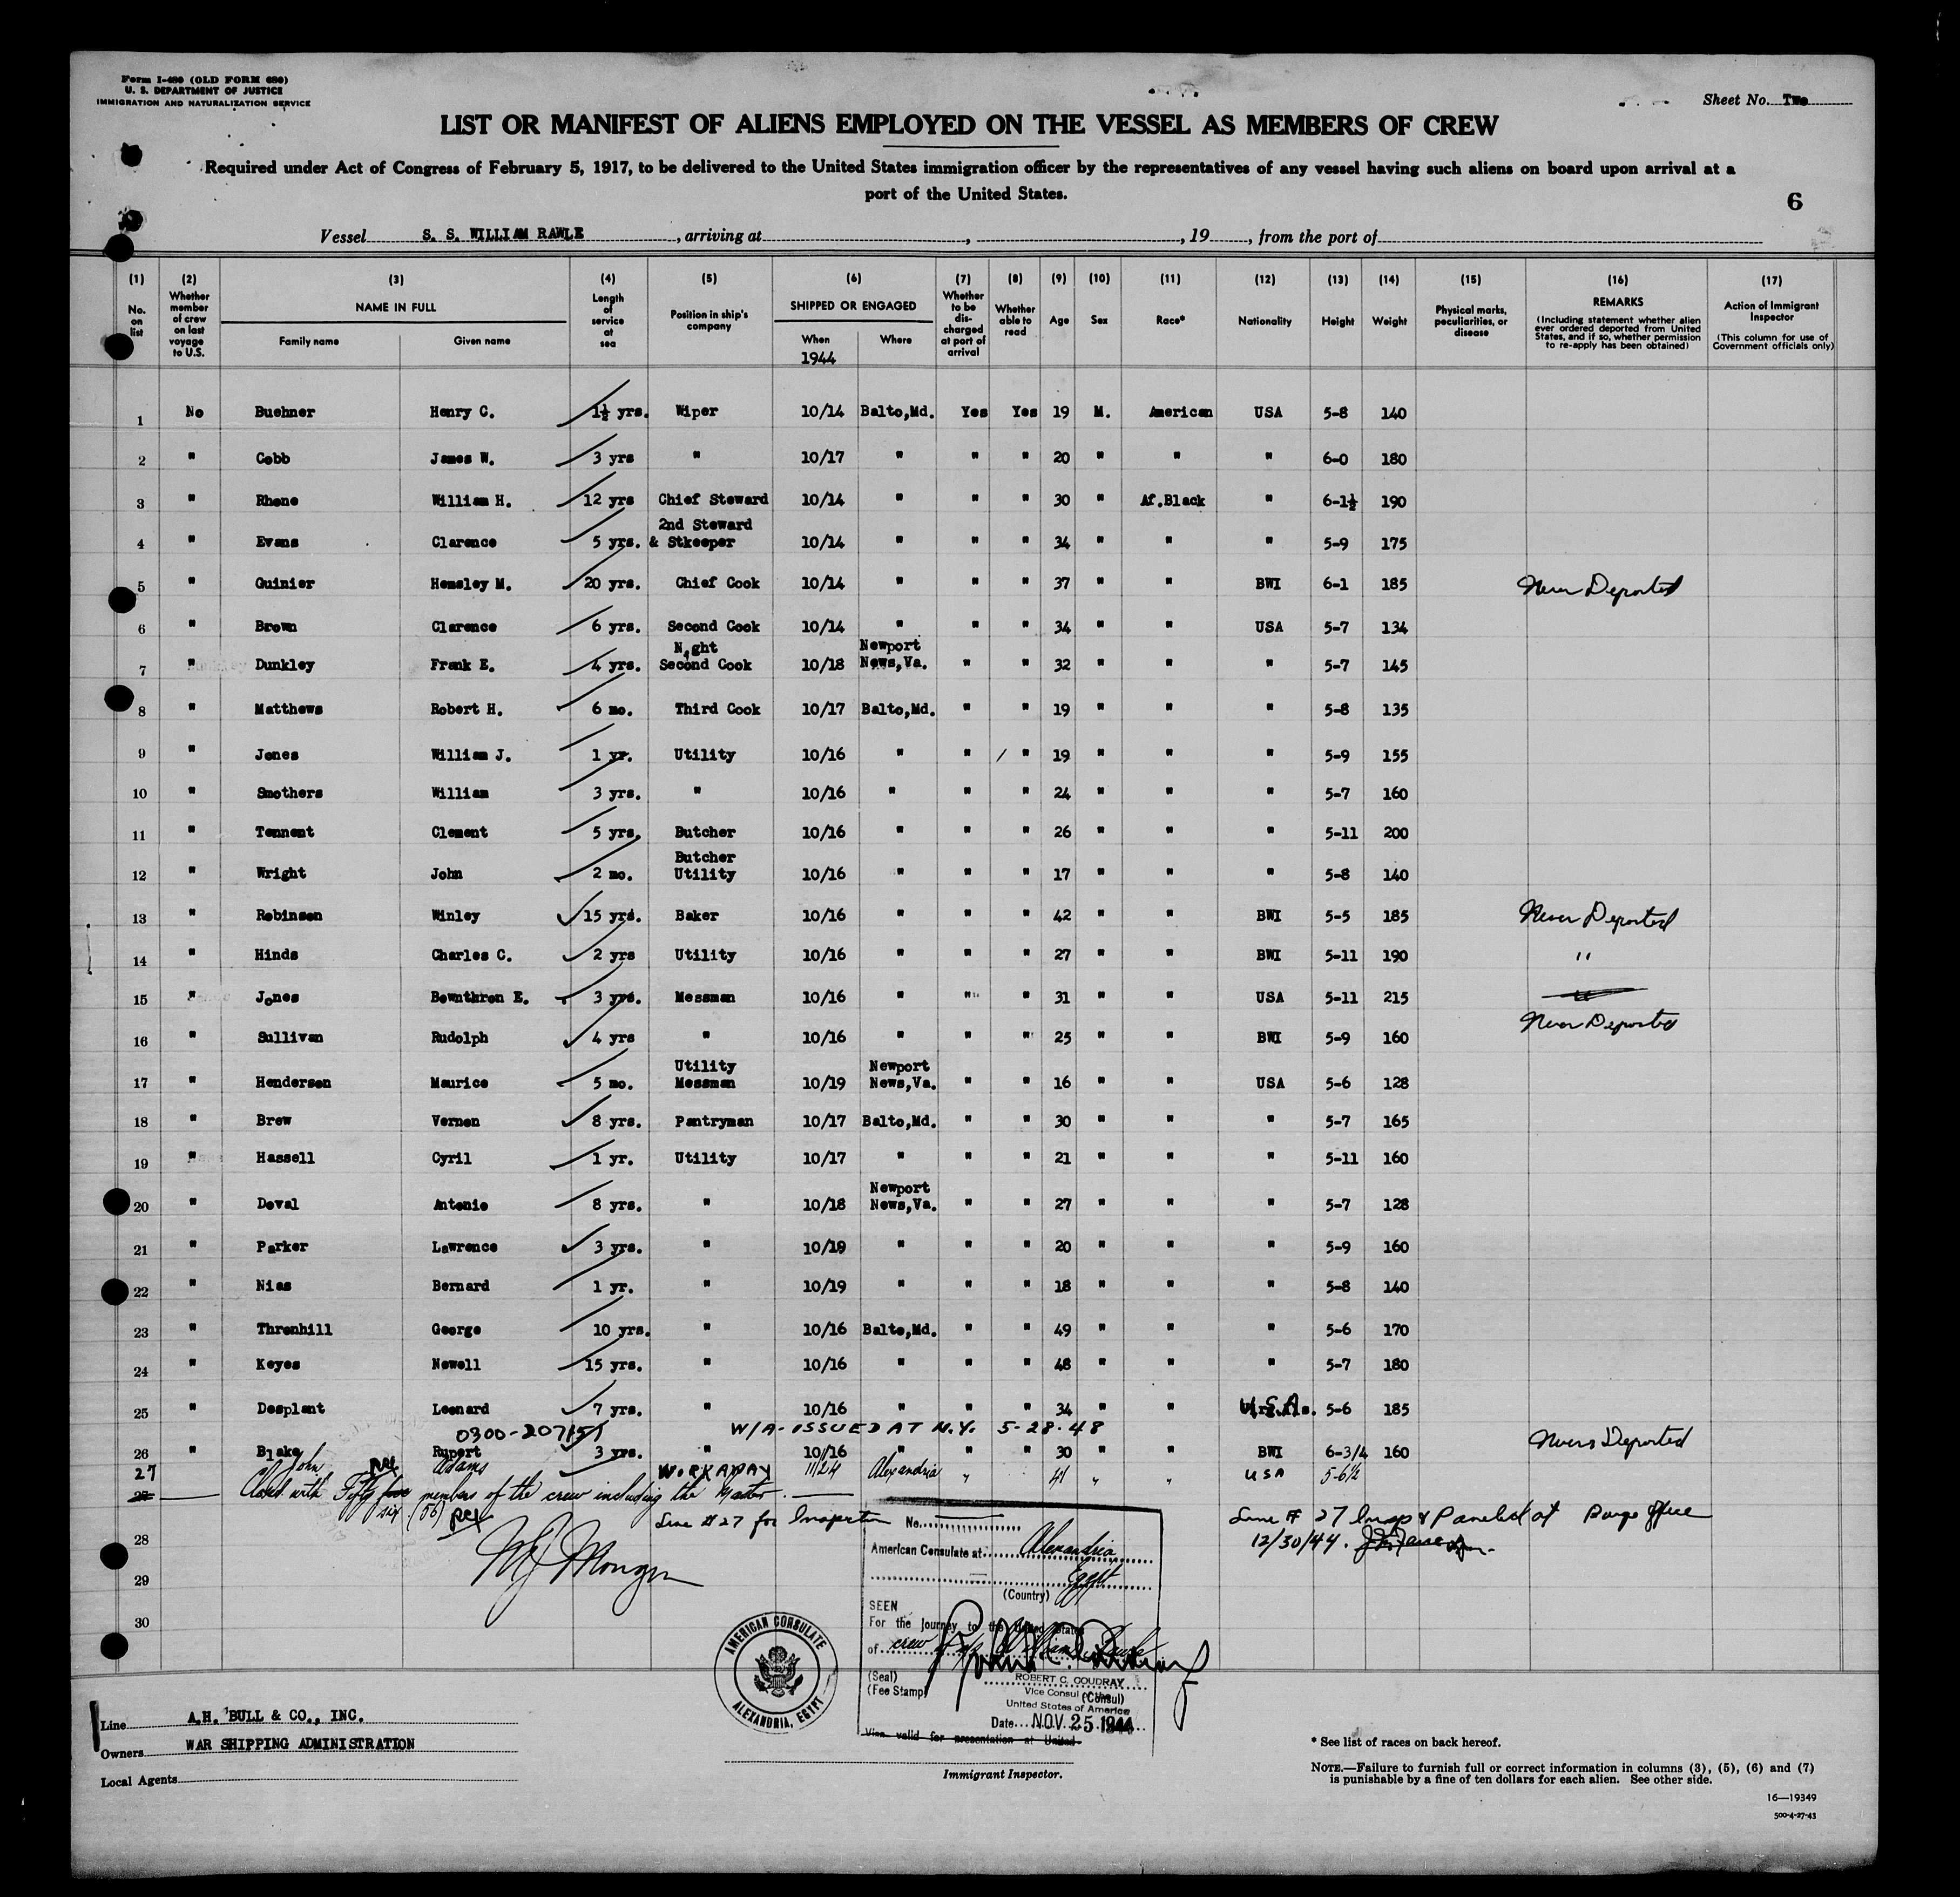 Form I-480 (OLD FORM 680)
U. S. DEPARTMENT OF JUSTICE
IMMIGRATION AND NATURALIZATION SERVICE
Sheet No. Two
LIST OR MANIFEST OF ALIENS EMPLOYED ON THE VESSEL AS MEMBERS OF CREW
Required under Act of Congress of February 5, 1917, to be delivered to the United States immigration officer by the representatives of any vessel having such aliens on board upon arrival at a
port of the United States.
6
Vessel S. S. WILLIAM RAWLE, arriving at , , 19 , from the port of
(1) (2) (3) (4) (5) (6) (7) (8) (9) (10) (11) (12) (13) (14) (15) (16) (17)
No. on list
Whether member of crew on last voyage to U.S.
NAME IN FULL
Family name Given name
Length of service at sea
Position in ship's company
SHIPPED OR ENGAGED
When Where
1944
Whether to be discharged at port of arrival
Whether able to read
Age Sex Race* Nationality Height Weight
Physical marks, peculiarities, or disease
REMARKS
(Including statement whether alien ever ordered deported from United States, and if so, whether permission to re-apply has been obtained)
Action of Immigrant Inspector
(This column for use of Government officials only)
1 No Buehner Henry C. 1½ yrs. Wiper 10/14 Balto,Md. Yes Yes 19 M. American USA 5-8 140
2 " Cobb James W. 3 yrs " 10/17 " " " 20 " " " 6-0 180
3 " Rhone William H. 12 yrs Chief Steward 10/14 " " " 30 " Af.Black " 6-1½ 190
4 " Evans Clarence 5 yrs. 2nd Steward & Stkeeper 10/14 " " " 34 " " " 5-9 175
5 " Guinier Hemsley M. 20 yrs. Chief Cook 10/14 " " " 37 " " BWI 6-1 185 Never Deported
6 " Brown Clarence 6 yrs. Second Cook 10/14 " " " 34 " " USA 5-7 134
7 " Dunkley Frank E. 4 yrs. Night Second Cook 10/18 Newport News,Va. " " 32 " " " 5-7 145
8 " Matthews Robert H. 6 mo. Third Cook 10/17 Balto,Md. " " 19 " " " 5-8 135
9 " Jones William J. 1 yr. Utility 10/16 " " " 19 " " " 5-9 155
10 " Smothers William 3 yrs. " 10/16 " " " 24 " " " 5-7 160
11 " Tennent Clement 5 yrs. Butcher 10/16 " " " 26 " " " 5-11 200
12 " Wright John 2 mo. Butcher Utility 10/16 " " " 17 " " " 5-8 140
13 " Robinson Winley 15 yrs. Baker 10/16 " " " 42 " " BWI 5-5 185 Never Deported
14 " Hinds Charles C. 2 yrs Utility 10/16 " " " 27 " " BWI 5-11 190 "
15 " Jones Bownthron E. 3 yrs. Messman 10/16 " " " 31 " " USA 5-11 215 "
16 " Sullivan Rudolph 4 yrs " 10/16 " " " 25 " " BWI 5-9 160 Never Deported
17 " Henderson Maurice 5 mo. Utility Messman 10/19 Newport News,Va. " " 16 " " USA 5-6 128
18 " Brew Vernon 8 yrs. Pantryman 10/17 Balto,Md. " " 30 " " " 5-7 165
19 " Hassell Cyril 1 yr. Utility 10/17 " " " 21 " " " 5-11 160
20 " Doval Antonio 8 yrs. " 10/18 Newport News,Va. " " 27 " " " 5-7 128
21 " Parker Lawrence 3 yrs. " 10/19 " " " 20 " " " 5-9 160
22 " Nias Bernard 1 yr. " 10/19 " " " 18 " " " 5-8 140
23 " Thronhill George 10 yrs. " 10/16 Balto,Md. " " 49 " " " 5-6 170
24 " Keyes Newell 15 yrs. " 10/16 " " " 48 " " " 5-7 180
25 " Desplant Leonard 7 yrs. " 10/16 " " " 34 " " U.S.A. 5-6 185
0300-207151 W/A-ISSUED AT N.Y. 5-28-48
26 " Blake Rupert 3 yrs. " 10/16 " " " 30 " " BWI 6-3/4 160 Never Deported
27 John Adams WORKAWAY 11/24 Alexandria " 41 " " USA 5-6½
Closed with Fifty five members of the crew including the Master.
six (56)
Line #27 for Inspection
Line # 27 Insp & Paneled at Barge Office
12/30/44.
28
29
30
No.
American Consulate at Alexandria
Egypt
(Country)
SEEN
For the journey to the United States
of crew of s/s William Rawle
(Seal)
(Fee Stamp)
ROBERT C. COUDRAY
Vice Consul of the
(Consul)
United States of America
Date NOV 25 1944
Visa valid for presentation at United
AMERICAN CONSULATE
ALEXANDRIA, EGYPT
Line A.H. BULL & CO., INC.
Owners WAR SHIPPING ADMINISTRATION
Local Agents
Immigrant Inspector.
* See list of races on back hereof.
NOTE.—Failure to furnish full or correct information in columns (3), (5), (6) and (7)
is punishable by a fine of ten dollars for each alien. See other side.
16—19349
500-4-27-43